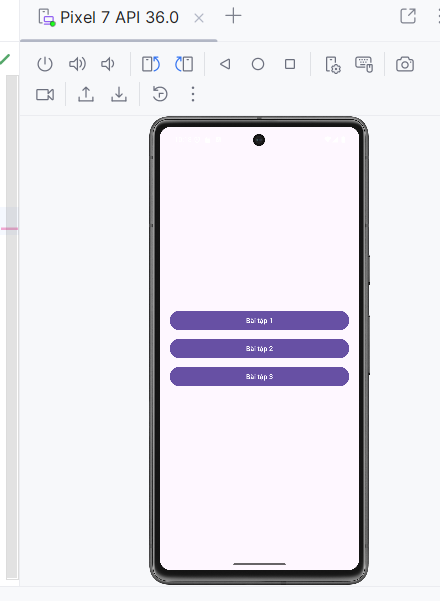 Pixel 7 API 36.0
Bài tập 1
Bài tập 2
Bài tập 3